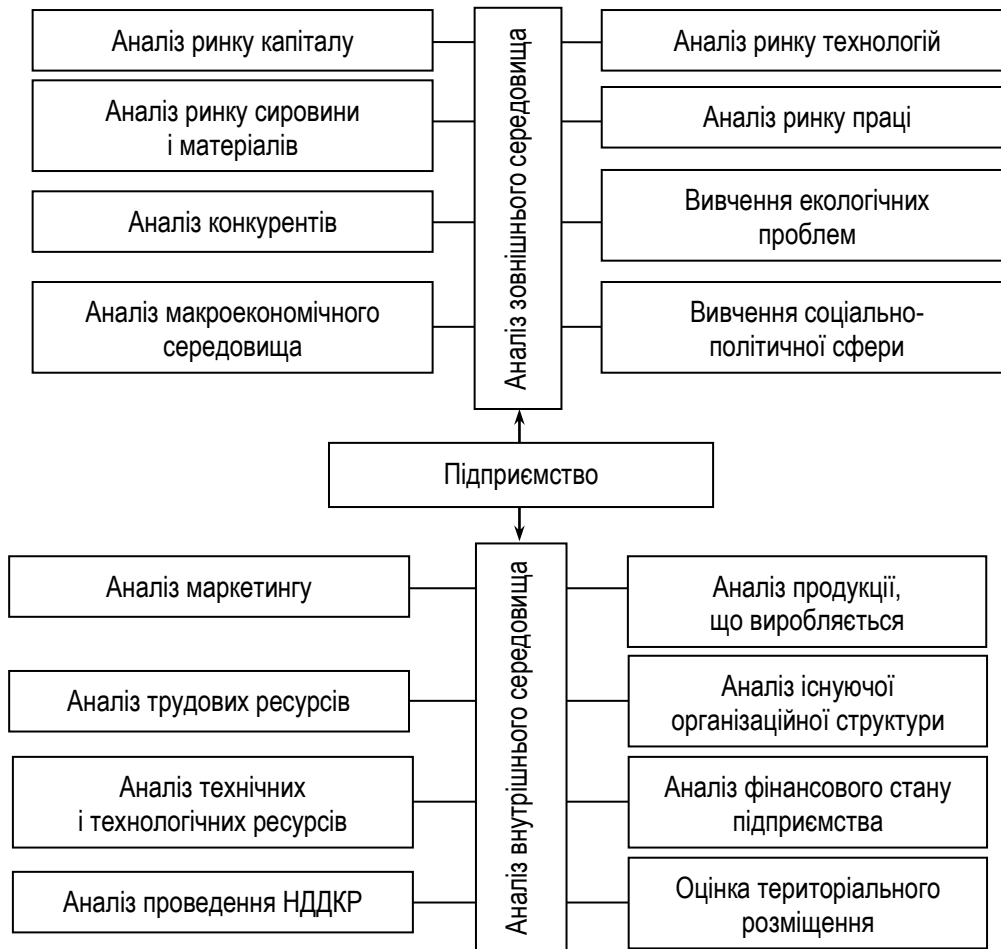 Аналіз ринку капіталу
Аналіз ринку сировини
і матеріалів
Аналіз конкурентів
Аналіз макроекономічного
середовища
Аналіз зовнішнього середовища
Аналіз ринку технологій
Аналіз ринку праці
Вивчення екологічних
проблем
Вивчення соціально-
політичної сфери
Підприємство
Аналіз маркетингу
Аналіз трудових ресурсів
Аналіз технічних
і технологічних ресурсів
Аналіз проведення НДДКР
Аналіз внутрішнього середовища
Аналіз продукції,
що виробляється
Аналіз існуючої
організаційної структури
Аналіз фінансового стану
підприємства
Оцінка територіального
розміщення